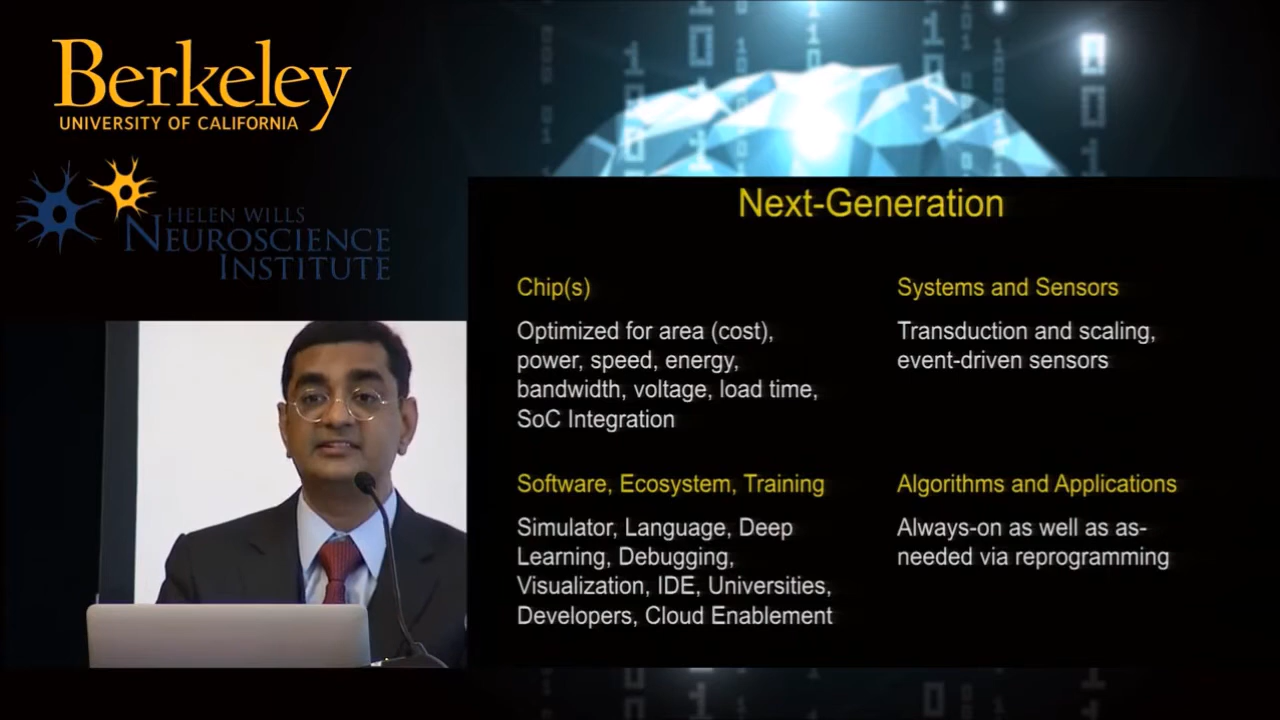 Berkeley
UNIVERSITY OF CALIFORNIA
HELEN WILLS
NEUROSCIENCE
INSTITUTE
Next-Generation
Chip(s)
Optimized for area (cost),
power, speed, energy,
bandwidth, voltage, load time,
SoC Integration
Systems and Sensors
Transduction and scaling,
event-driven sensors
Software, Ecosystem, Training
Simulator, Language, Deep
Learning, Debugging,
Visualization, IDE, Universities,
Developers, Cloud Enablement
Algorithms and Applications
Always-on as well as as-
needed via reprogramming